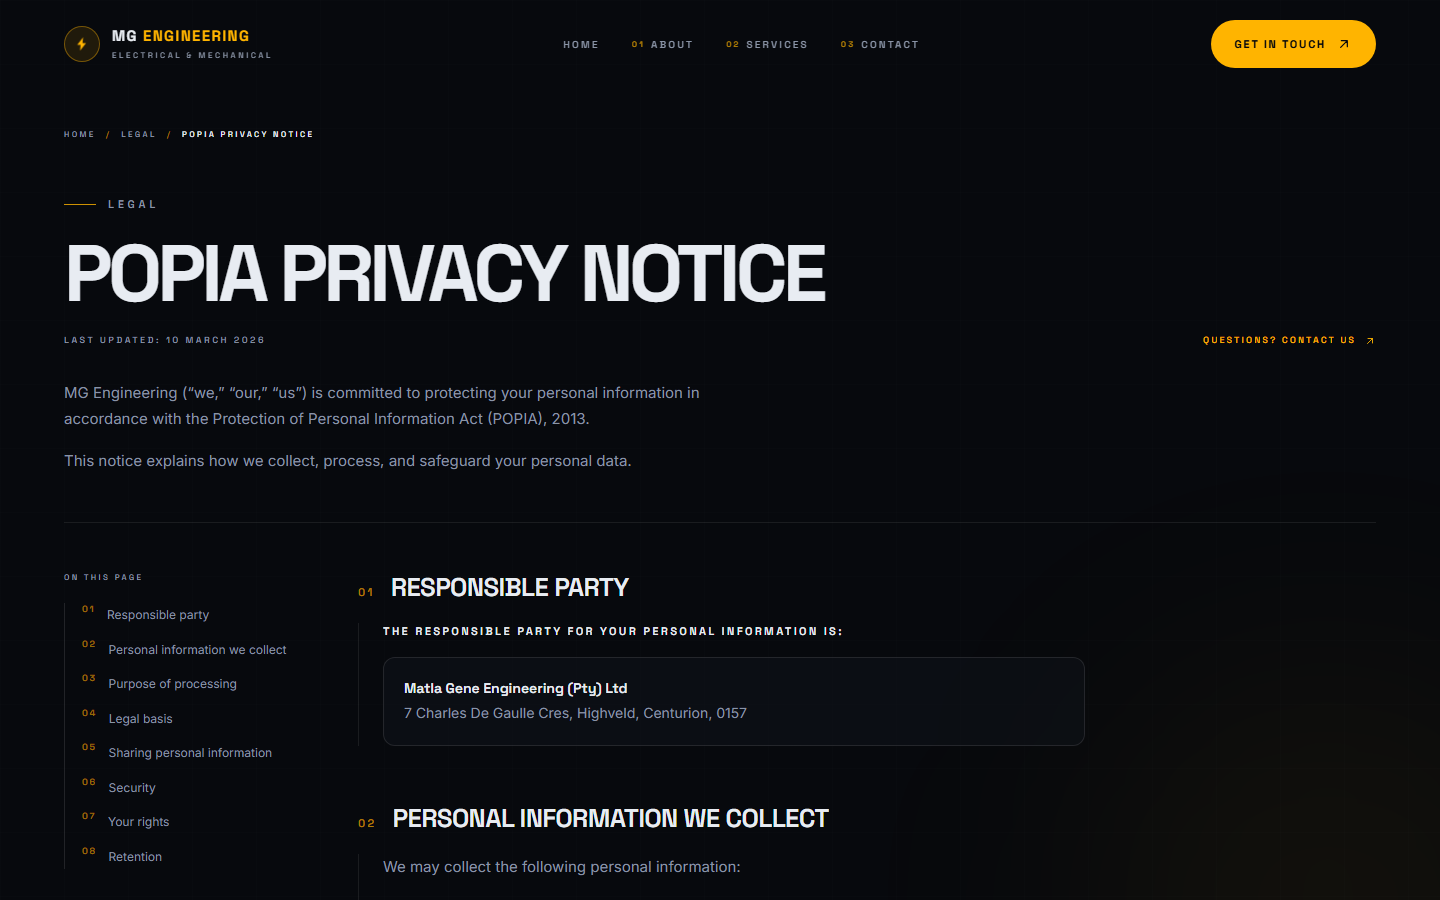 MG ENGINEERING
ELECTRICAL & MECHANICAL
HOME
01 ABOUT
02 SERVICES
03 CONTACT
GET IN TOUCH
HOME / LEGAL / POPIA PRIVACY NOTICE
LEGAL
POPIA PRIVACY NOTICE
LAST UPDATED: 10 MARCH 2026
QUESTIONS? CONTACT US
MG Engineering (“we,” “our,” “us”) is committed to protecting your personal information in
accordance with the Protection of Personal Information Act (POPIA), 2013.
This notice explains how we collect, process, and safeguard your personal data.
ON THIS PAGE
01 Responsible party
02 Personal information we collect
03 Purpose of processing
04 Legal basis
05 Sharing personal information
06 Security
07 Your rights
08 Retention
01 RESPONSIBLE PARTY
THE RESPONSIBLE PARTY FOR YOUR PERSONAL INFORMATION IS:
Matla Gene Engineering (Pty) Ltd
7 Charles De Gaulle Cres, Highveld, Centurion, 0157
02 PERSONAL INFORMATION WE COLLECT
We may collect the following personal information: